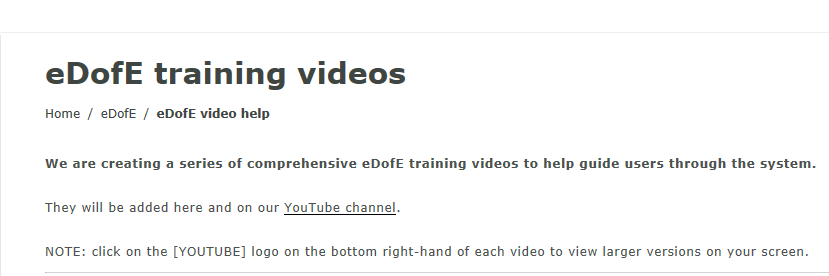 eDofE training videos
Home / eDofE / eDofE video help
We are creating a series of comprehensive eDofE training videos to help guide users through the system.
They will be added here and on our YouTube channel.
NOTE: click on the [YOUTUBE] logo on the bottom right-hand of each video to view larger versions on your screen.